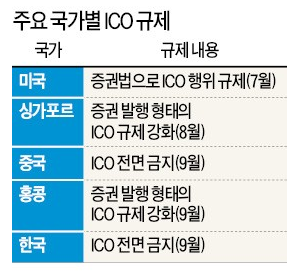 주요 국가별 ICO 규제
국가 규제 내용
미국 증권법으로 ICO 행위 규제(7월)
싱가포르 증권 발행 형태의
ICO 규제 강화(8월)
중국 ICO 전면 금지(9월)
홍콩 증권 발행 형태의
ICO 규제 강화(9월)
한국 ICO 전면 금지(9월)